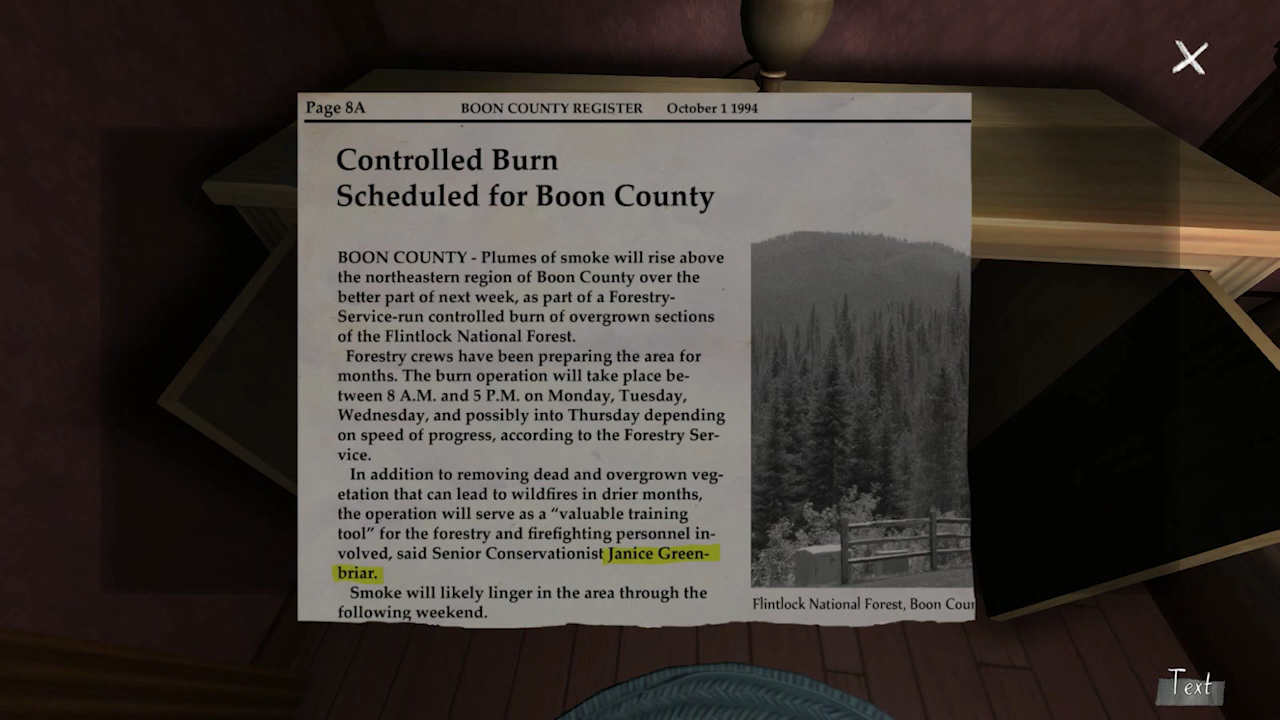 Page 8A BOON COUNTY REGISTER October 1 1994
Controlled Burn
Scheduled for Boon County
BOON COUNTY - Plumes of smoke will rise above
the northeastern region of Boon County over the
better part of next week, as part of a Forestry-
Service-run controlled burn of overgrown sections
of the Flintlock National Forest.
Forestry crews have been preparing the area for
months. The burn operation will take place be-
tween 8 A.M. and 5 P.M. on Monday, Tuesday,
Wednesday, and possibly into Thursday depending
on speed of progress, according to the Forestry Ser-
vice.
In addition to removing dead and overgrown veg-
etation that can lead to wildfires in drier months,
the operation will serve as a “valuable training
tool” for the forestry and firefighting personnel in-
volved, said Senior Conservationist Janice Green-
briar.
Smoke will likely linger in the area through the
following weekend.
Flintlock National Forest, Boon Cour
Text